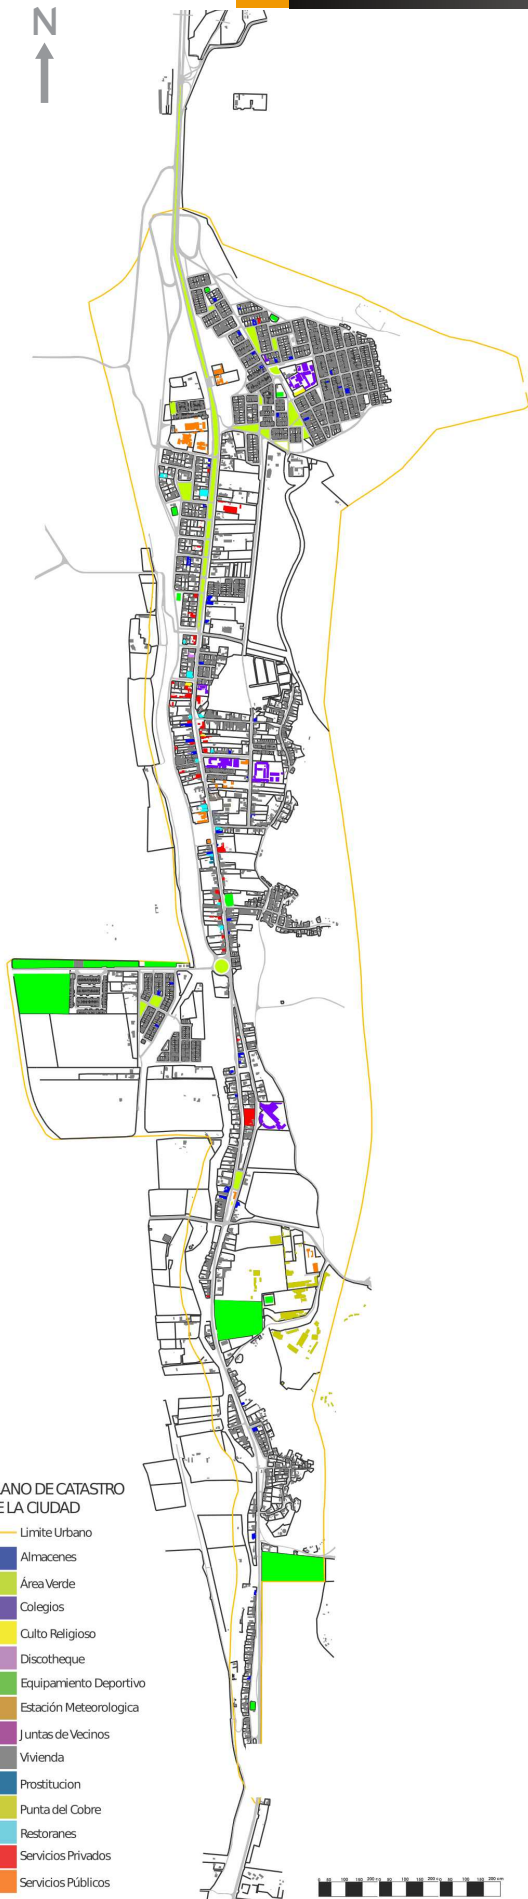 N
LANO DE CATASTRO
E LA CIUDAD
Limite Urbano
Almacenes
Área Verde
Colegios
Culto Religioso
Discotheque
Equipamiento Deportivo
Estación Meteorologica
Juntas de Vecinos
Vivienda
Prostitucion
Punta del Cobre
Restoranes
Servicios Privados
Servicios Públicos